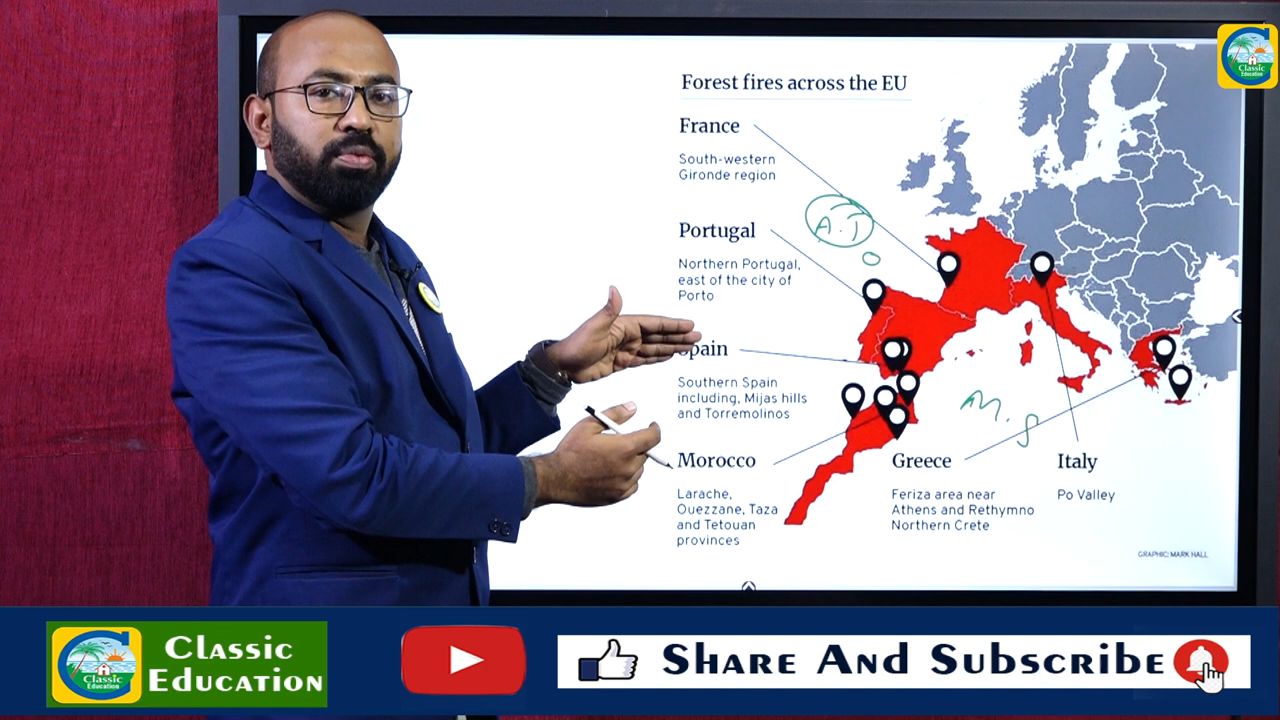 Classic
Education
Forest fires across the EU
France
South-western
Gironde region
A.T
Portugal
Northern Portugal,
east of the city of
Porto
Spain
Southern Spain
including, Mijas hills
and Torremolinos
M.S
Morocco
Larache,
Ouezzane, Taza
and Tetouan
provinces
Greece
Feriza area near
Athens and Rethymno
Northern Crete
Italy
Po Valley
GRAPHIC: MARK HALL
Classic
Education
Classic
Education
Share And Subscribe